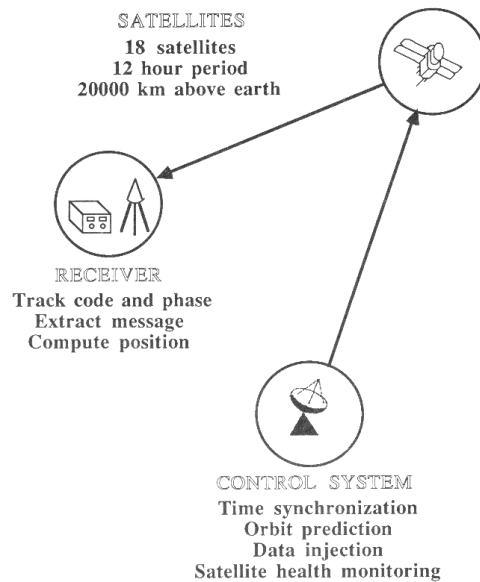 SATELLITES
18 satellites
12 hour period
20000 km above earth
RECEIVER
Track code and phase
Extract message
Compute position
CONTROL SYSTEM
Time synchronization
Orbit prediction
Data injection
Satellite health monitoring